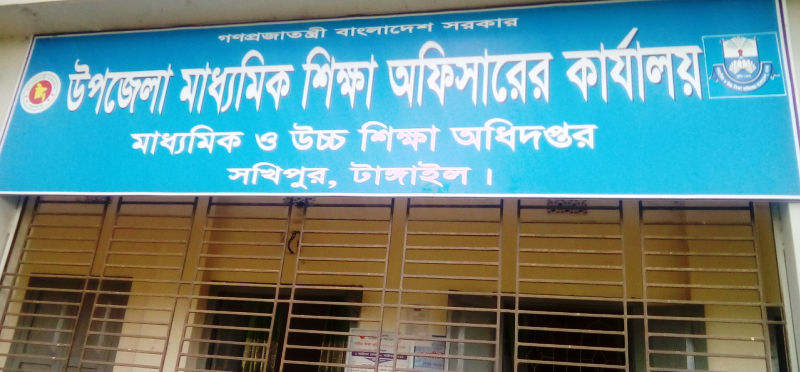 গণপ্রজাতন্ত্রী বাংলাদেশ সরকার
উপজেলা মাধ্যমিক শিক্ষা অফিসারের কার্যালয়
মাধ্যমিক ও উচ্চ শিক্ষা অধিদপ্তর
সখিপুর, টাঙ্গাইল ।